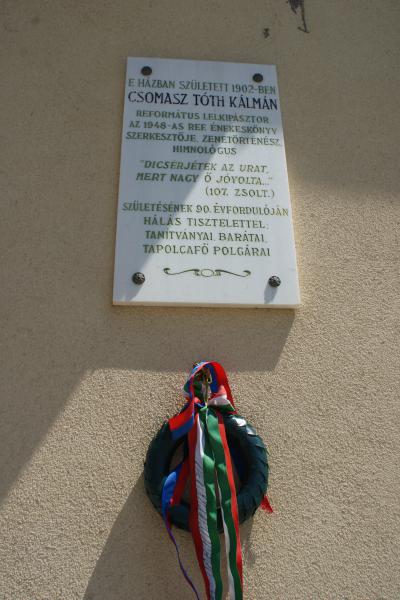 E HÁZBAN SZÜLETETT 1902-BEN
CSOMASZ TÓTH KÁLMÁN
REFORMÁTUS LELKIPÁSZTOR
AZ 1948-AS REF. ÉNEKESKÖNYV
SZERKESZTŐJE, ZENETÖRTÉNÉSZ,
HIMNOLÓGUS
"DICSÉRJÉTEK AZ URAT,
MERT NAGY Ő JÓVOLTA..."
(107. ZSOLT.)
SZÜLETÉSÉNEK 90. ÉVFORDULÓJÁN
HÁLÁS TISZTELETTEL:
TANÍTVÁNYAI, BARÁTAI,
TAPOLCAFŐ POLGÁRAI